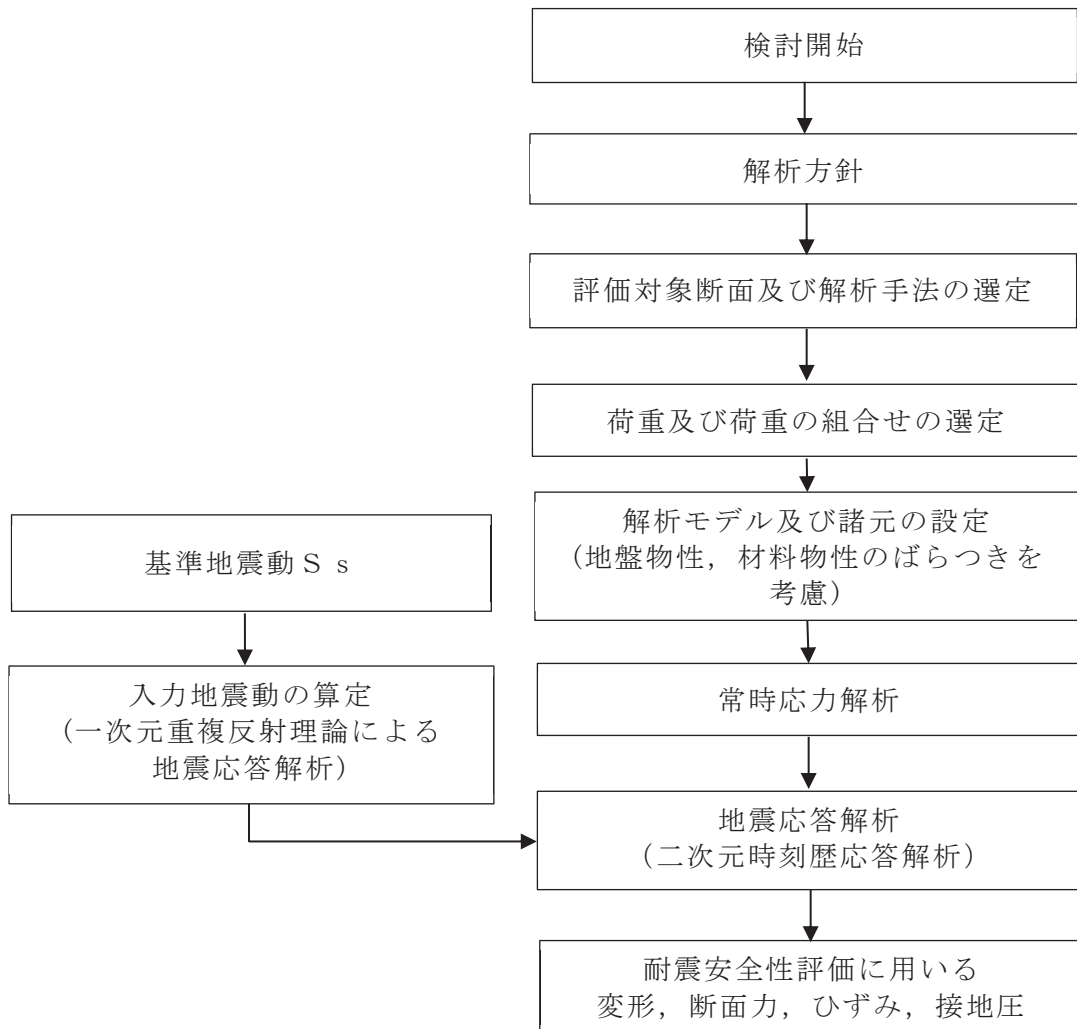 検討開始
解析方針
評価対象断面及び解析手法の選定
荷重及び荷重の組合せの選定
解析モデル及び諸元の設定
(地盤物性，材料物性のばらつきを
考慮)
基準地震動Ｓｓ
入力地震動の算定
(一次元重複反射理論による
地震応答解析)
常時応力解析
地震応答解析
(二次元時刻歴応答解析)
耐震安全性評価に用いる
変形，断面力，ひずみ，接地圧